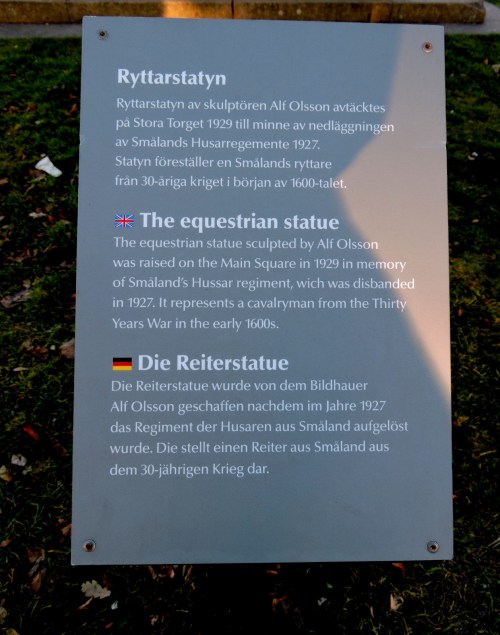 Ryttarstatyn
Ryttarstatyn av skulptören Alf Olsson avtäcktes
på Stora Torget 1929 till minne av nedläggningen
av Smålands Husarregemente 1927.
Statyn föreställer en Smålands ryttare
från 30-åriga kriget i början av 1600-talet.
The equestrian statue
The equestrian statue sculpted by Alf Olsson
was raised on the Main Square in 1929 in memory
of Småland's Hussar regiment, wich was disbanded
in 1927. It represents a cavalryman from the Thirty
Years War in the early 1600s.
Die Reiterstatue
Die Reiterstatue wurde von dem Bildhauer
Alf Olsson geschaffen nachdem im Jahre 1927
das Regiment der Husaren aus Småland aufgelöst
wurde. Die stellt einen Reiter aus Småland aus
dem 30-jährigen Krieg dar.